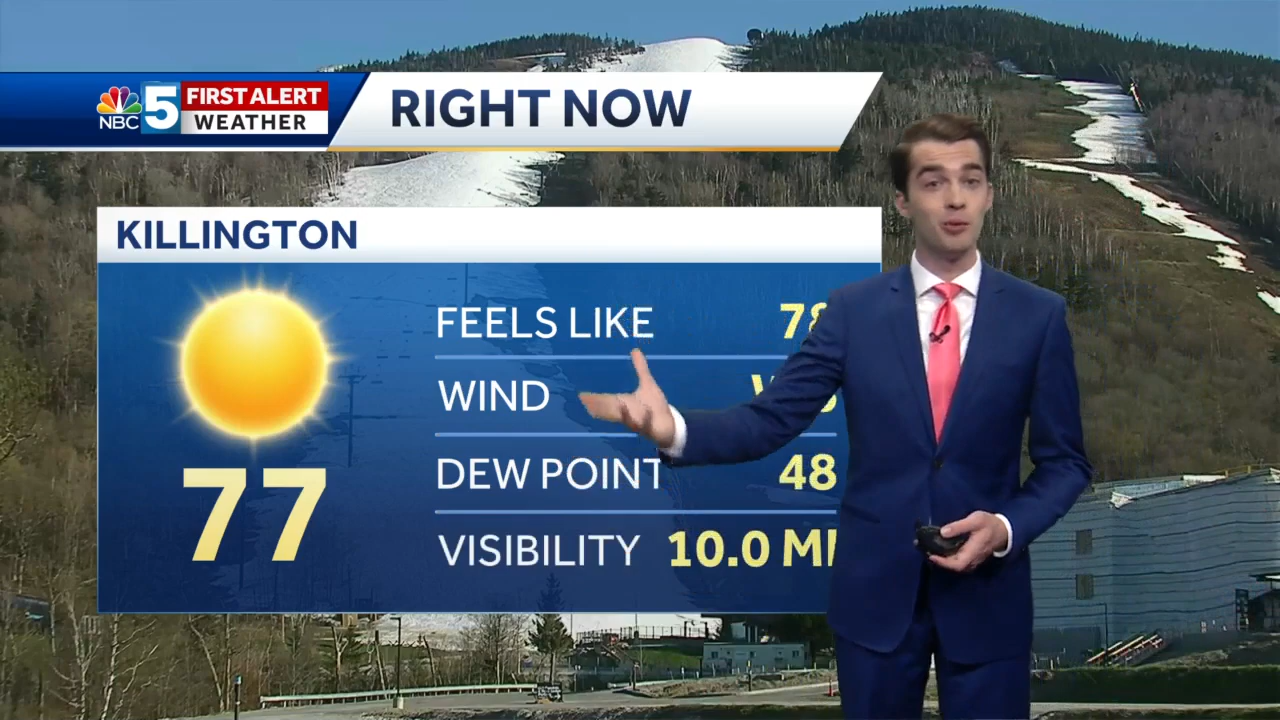 NBC 5 FIRST ALERT
WEATHER
RIGHT NOW
KILLINGTON
77
FEELS LIKE 78
WIND
DEW POINT 48
VISIBILITY 10.0 MI